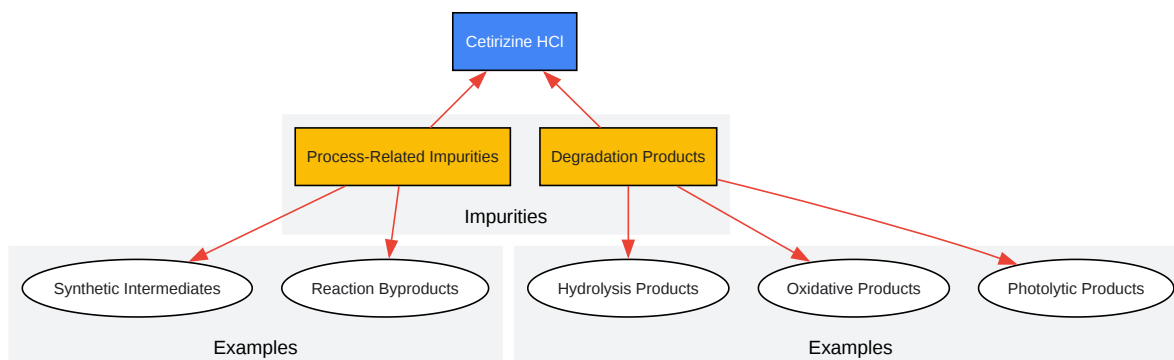 Cetirizine HCl
Process-Related Impurities
Degradation Products
Impurities
Synthetic Intermediates
Reaction Byproducts
Hydrolysis Products
Oxidative Products
Photolytic Products
Examples
Examples